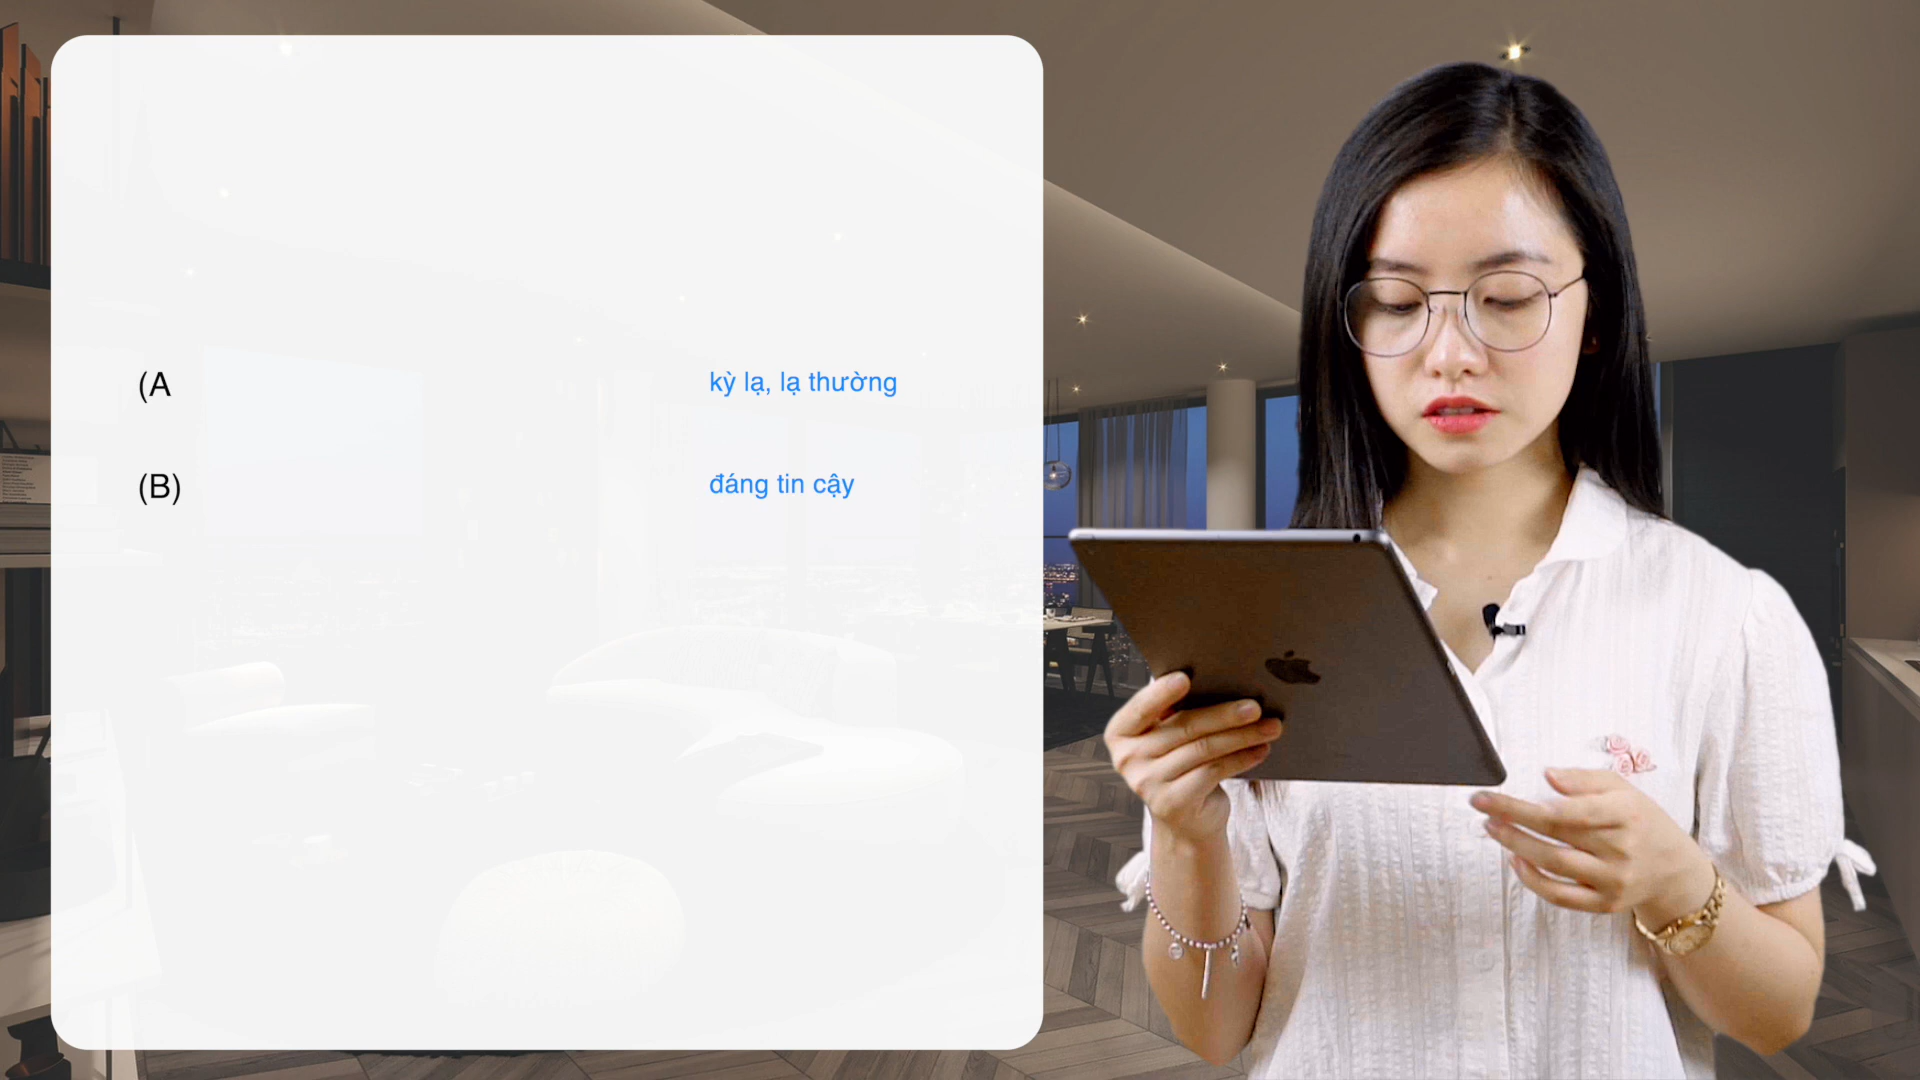 (A
kỳ lạ, lạ thường
(B)
đáng tin cậy